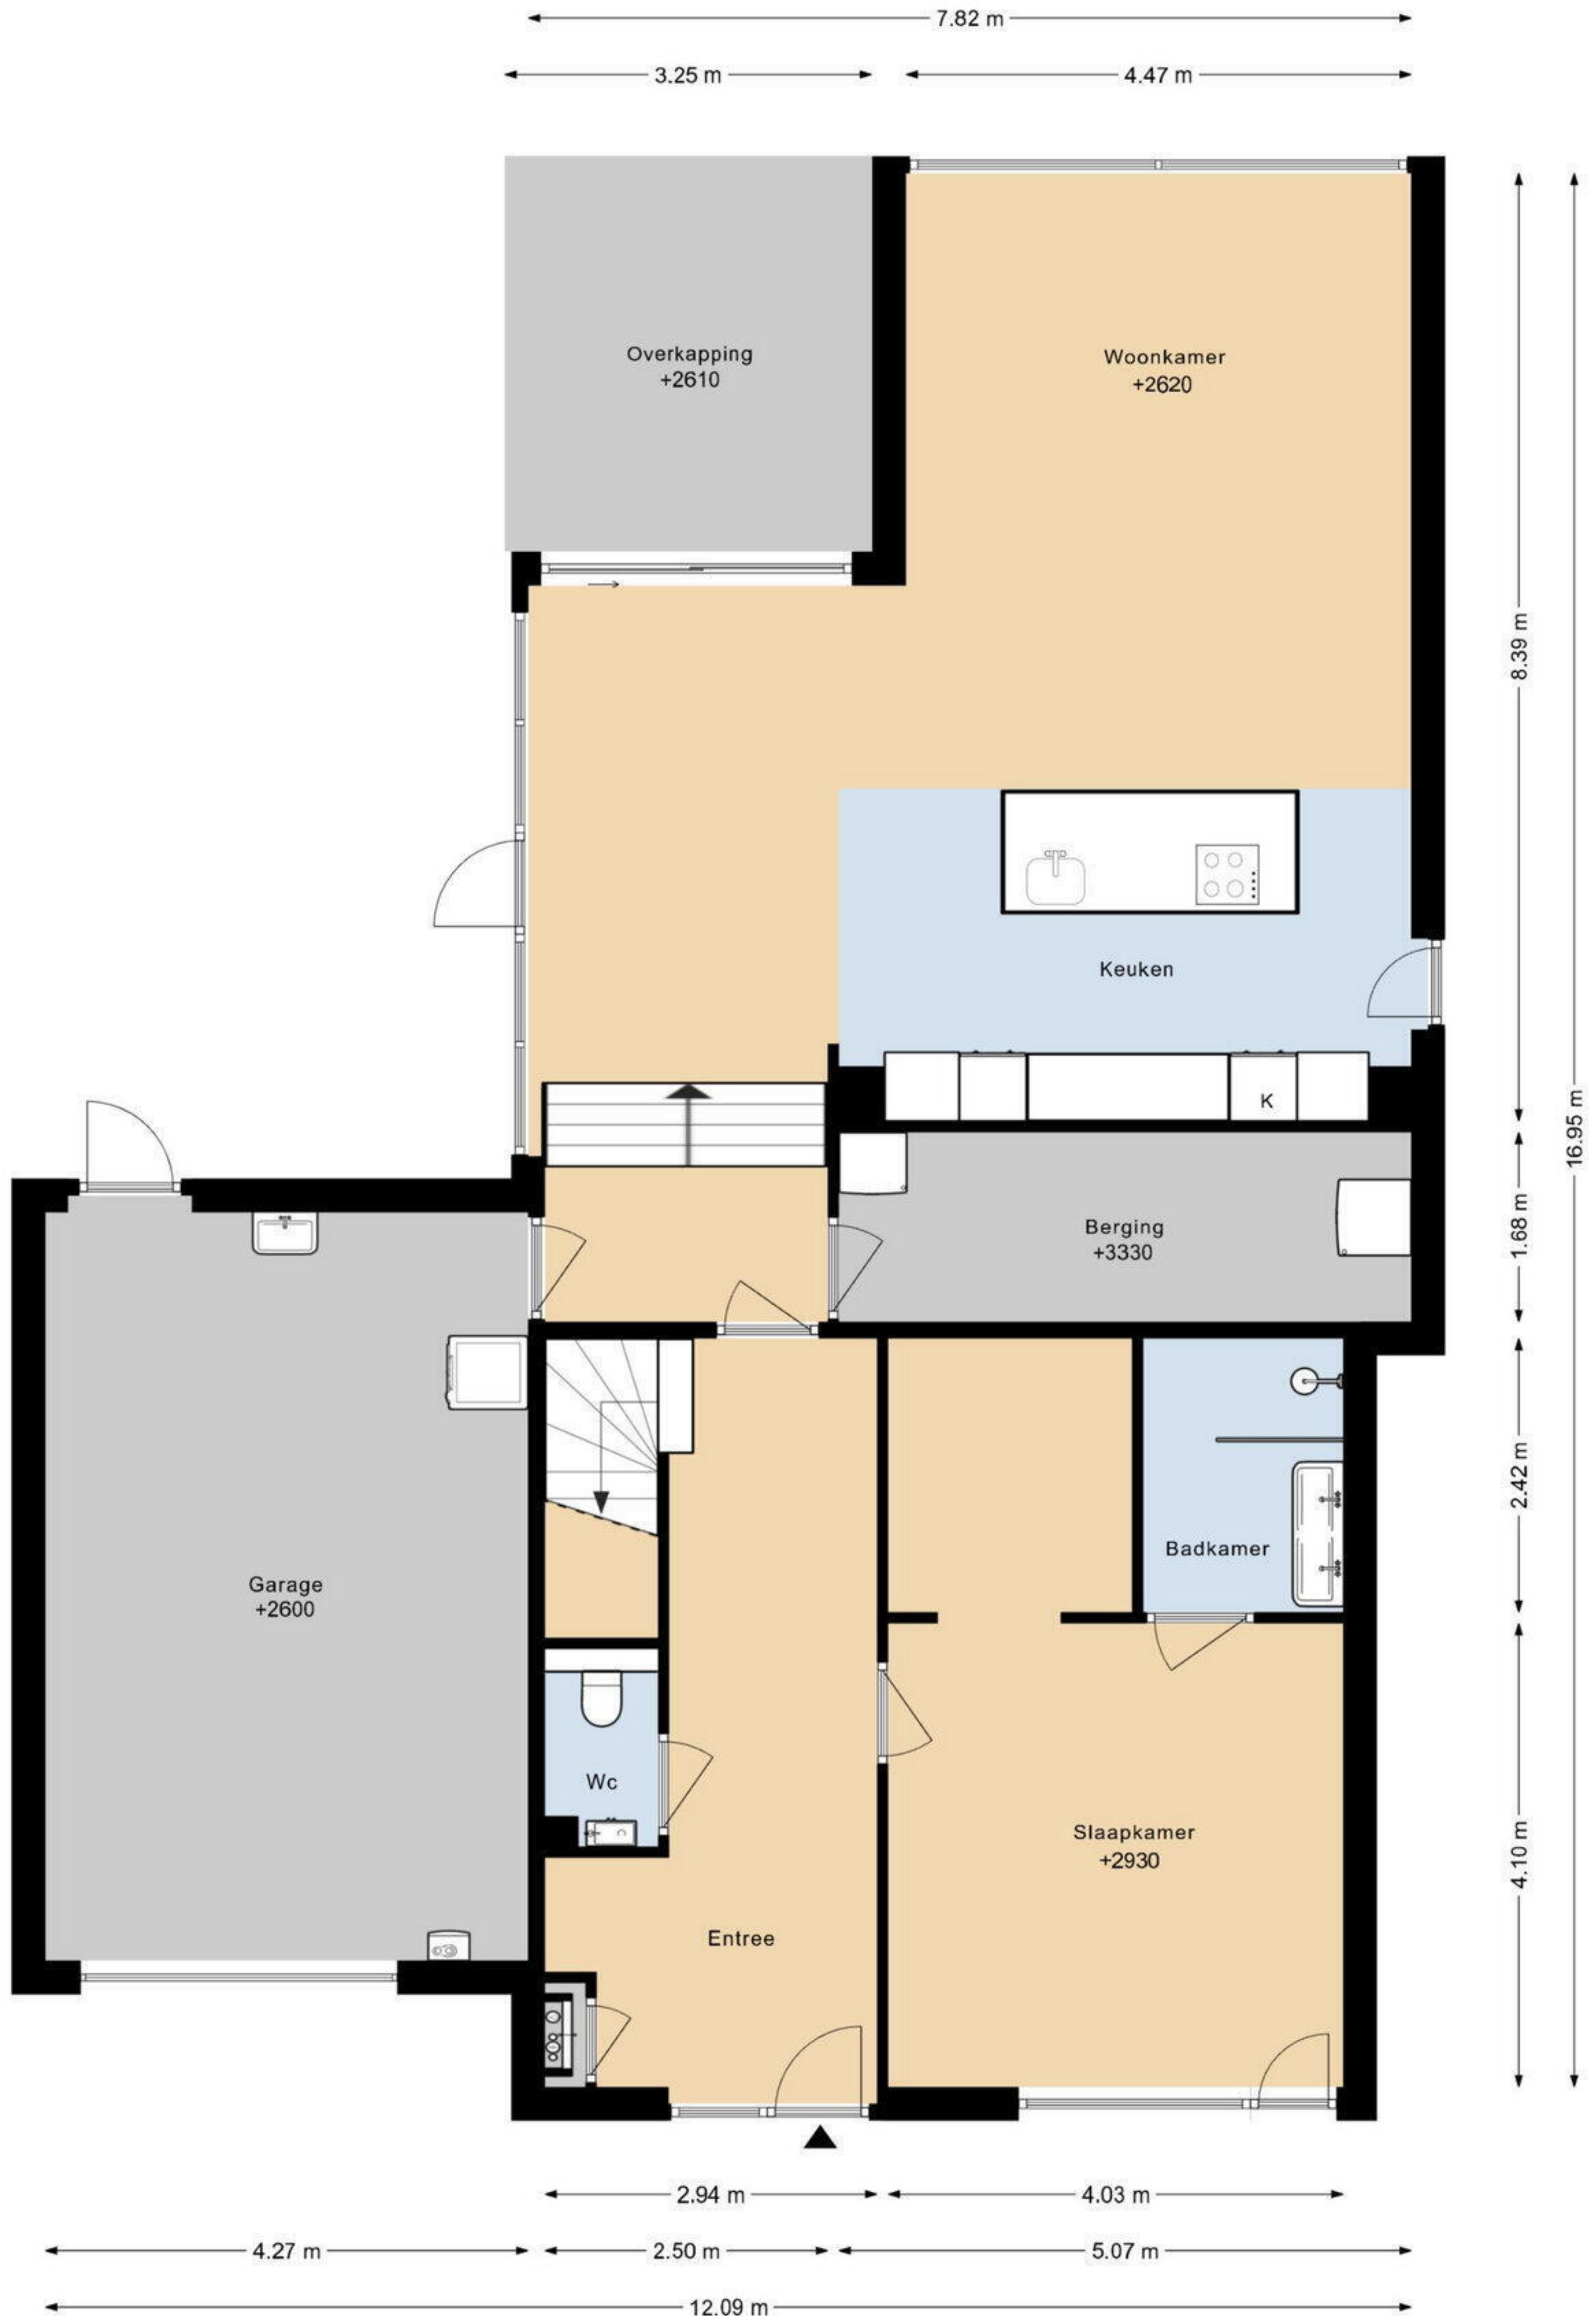 7.82 m
3.25 m
4.47 m
Overkapping
+2610
Woonkamer
+2620
8.39 m
Keuken
K
16.95 m
Berging
+3330
1.68 m
2.42 m
Badkamer
Garage
+2600
Wc
Slaapkamer
+2930
4.10 m
Entree
2.94 m
4.03 m
4.27 m
2.50 m
5.07 m
12.09 m